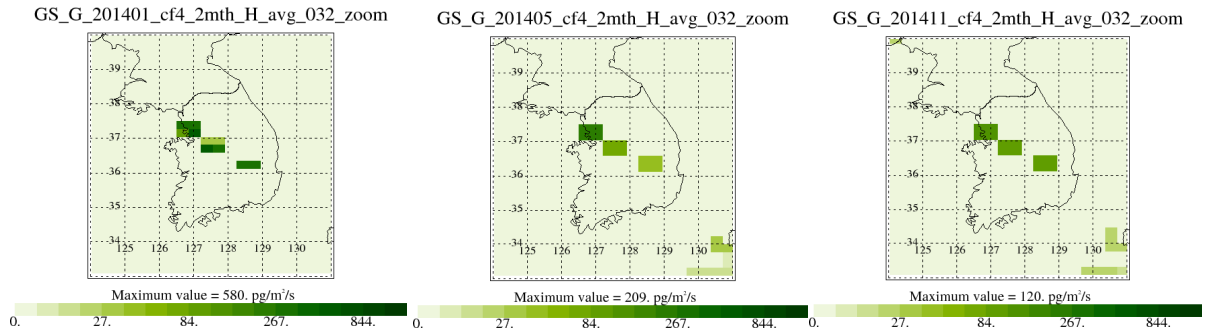 GS_G_201401_cf4_2mth_H_avg_032_zoom
39
38
37
36
35
34
125 126 127 128 129 130
Maximum value = 580. pg/m²/s
0. 27. 84. 267. 844.
GS_G_201405_cf4_2mth_H_avg_032_zoom
39
38
37
36
35
34
125 126 127 128 129 130
Maximum value = 209. pg/m²/s
0. 27. 84. 267. 844.
GS_G_201411_cf4_2mth_H_avg_032_zoom
39
38
37
36
35
34
125 126 127 128 129 130
Maximum value = 120. pg/m²/s
0. 27. 84. 267. 844.